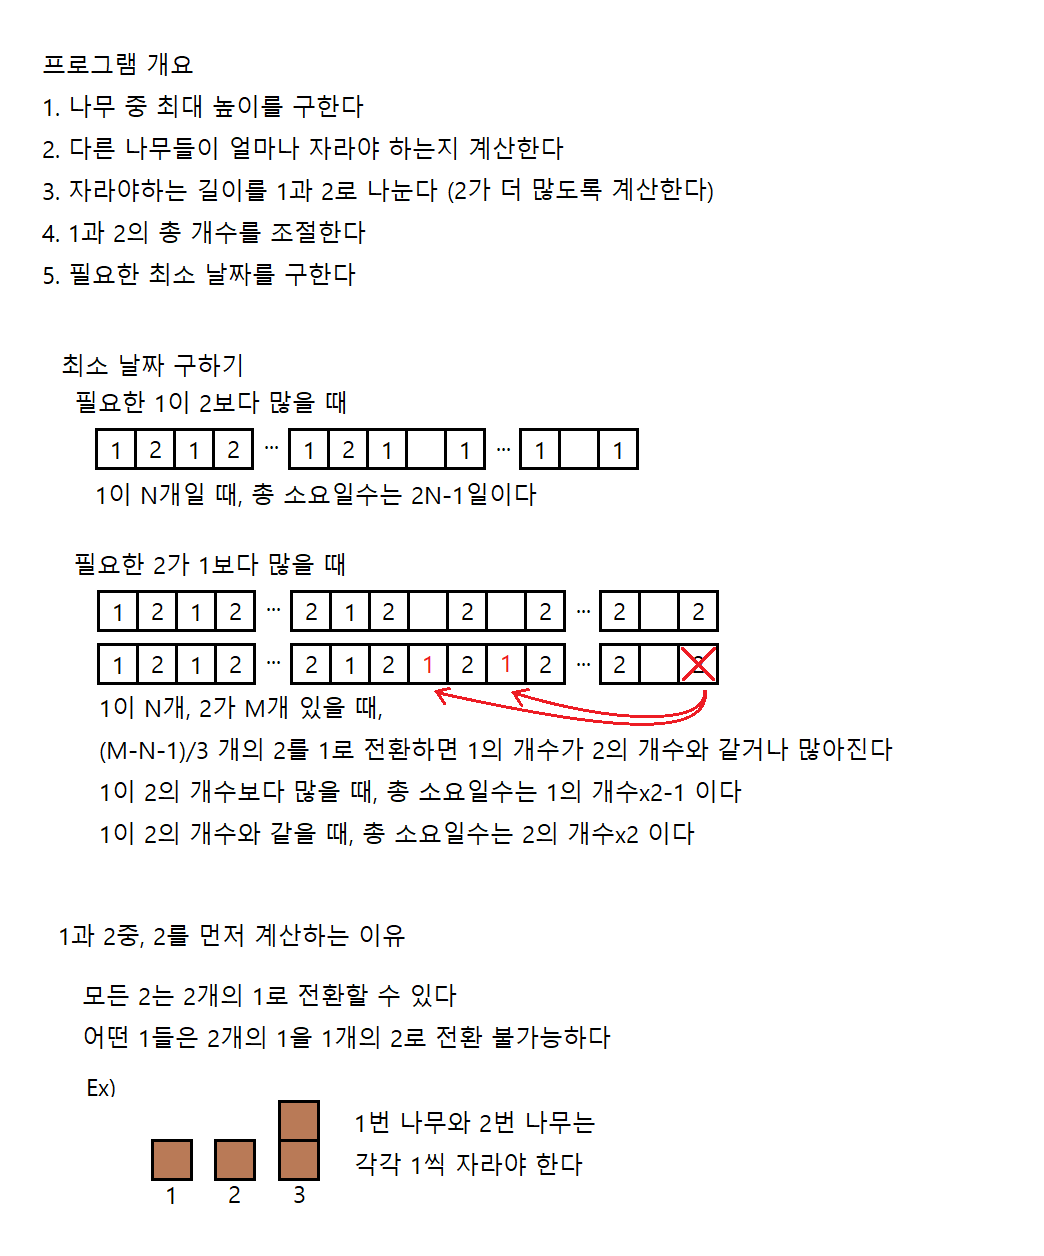 프로그램 개요
1. 나무 중 최대 높이를 구한다
2. 다른 나무들이 얼마나 자라야 하는지 계산한다
3. 자라야하는 길이를 1과 2로 나눈다 (2가 더 많도록 계산한다)
4. 1과 2의 총 개수를 조절한다
5. 필요한 최소 날짜를 구한다
최소 날짜 구하기
필요한 1이 2보다 많을 때
1 2 1 2 ... 1 2 1 1 ... 1 1
1이 N개일 때, 총 소요일수는 2N-1일이다
필요한 2가 1보다 많을 때
1 2 1 2 ... 2 1 2 2 2 ... 2 2
1 2 1 2 ... 2 1 2 1 2 1 2 ... 2 2
1이 N개, 2가 M개 있을 때,
(M-N-1)/3 개의 2를 1로 전환하면 1의 개수가 2의 개수와 같거나 많아진다
1이 2의 개수보다 많을 때, 총 소요일수는 1의 개수x2-1 이다
1이 2의 개수와 같을 때, 총 소요일수는 2의 개수x2 이다
1과 2중, 2를 먼저 계산하는 이유
모든 2는 2개의 1로 전환할 수 있다
어떤 1들은 2개의 1을 1개의 2로 전환 불가능하다
Ex)
1번 나무와 2번 나무는
각각 1씩 자라야 한다
1 2 3